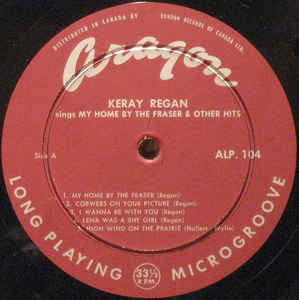 DISTRIBUTED IN CANADA BY LONDON RECORDS OF CANADA LTD.
Aragon
KERAY REGAN
sings MY HOME BY THE FRASER & OTHER HITS
Side A
ALP. 104
1. MY HOME BY THE FRASER (Regan)
2. CORNERS ON YOUR PICTURE (Regan)
3. I WANNA BE WITH YOU (Regan)
4. LENA WAS A SHY GIRL (Regan)
5. HIGH WIND ON THE PRAIRIE
LONG PLAYING 33⅓ R.P.M. MICROGROOVE